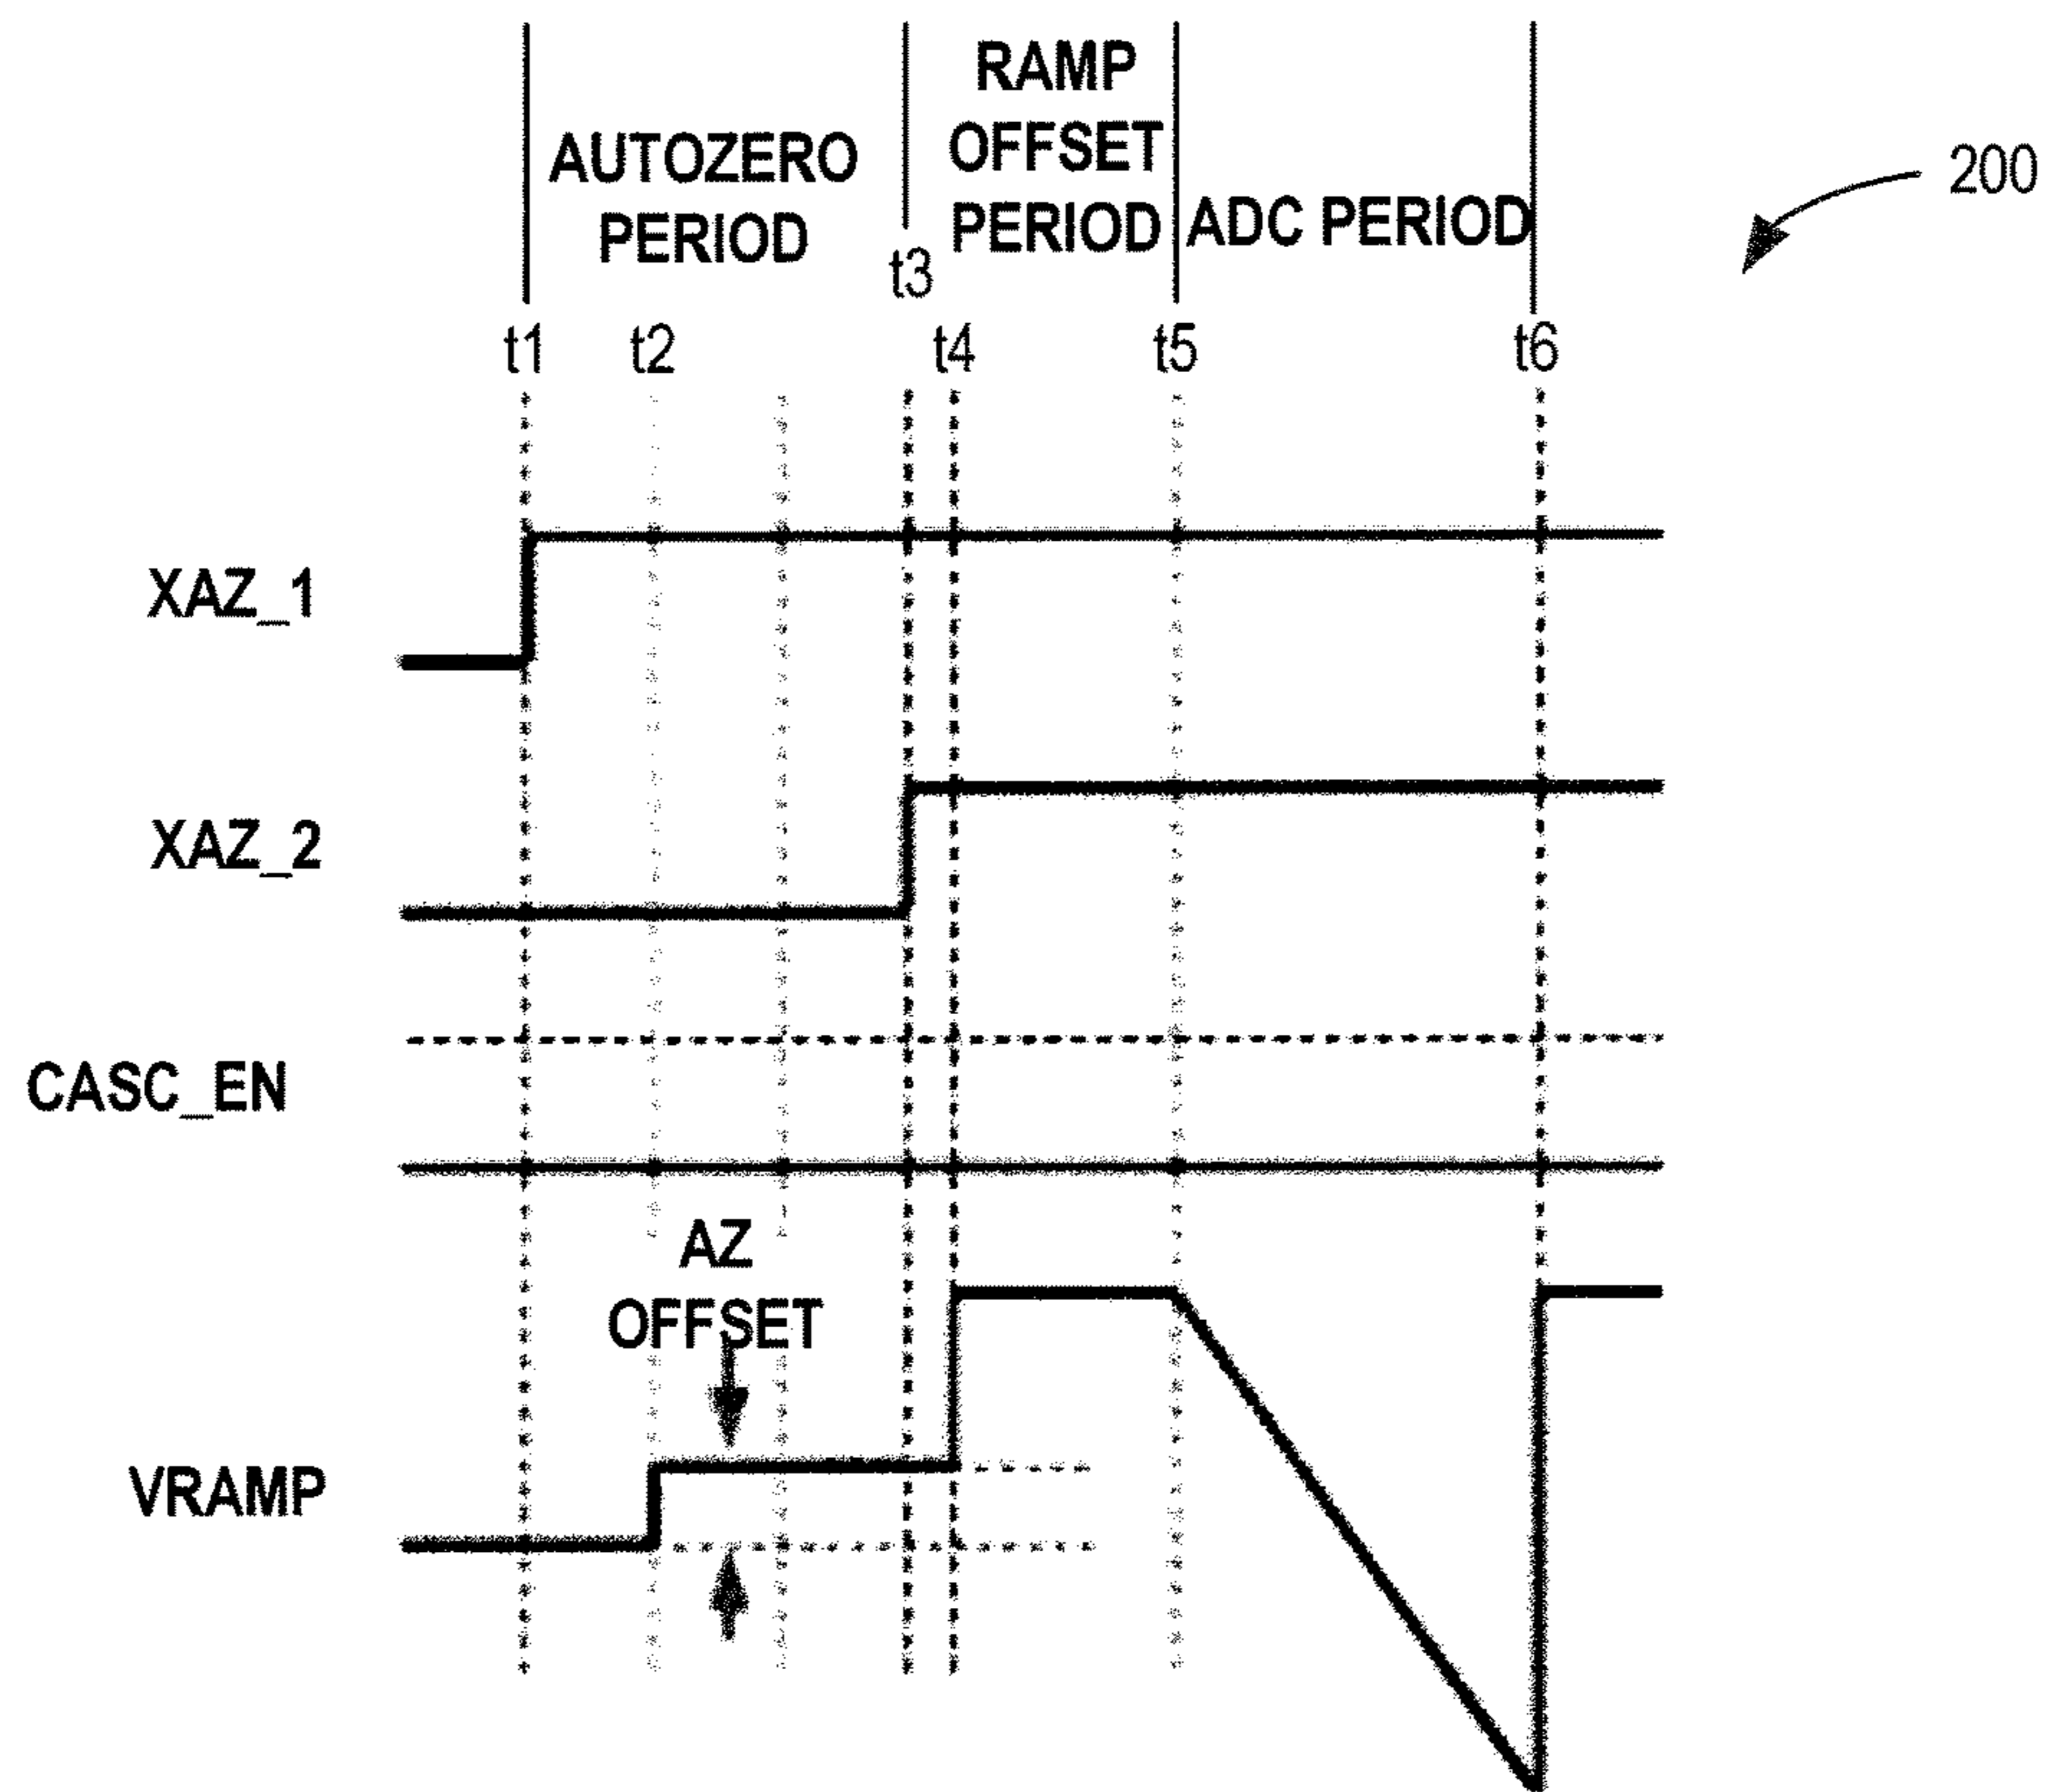 RAMP
OFFSET
PERIOD
AUTOZERO
PERIOD
ADC PERIOD
200
t3
t1 t2 t4 t5 t6
XAZ_1
XAZ_2
CASC_EN
AZ
OFFSET
VRAMP